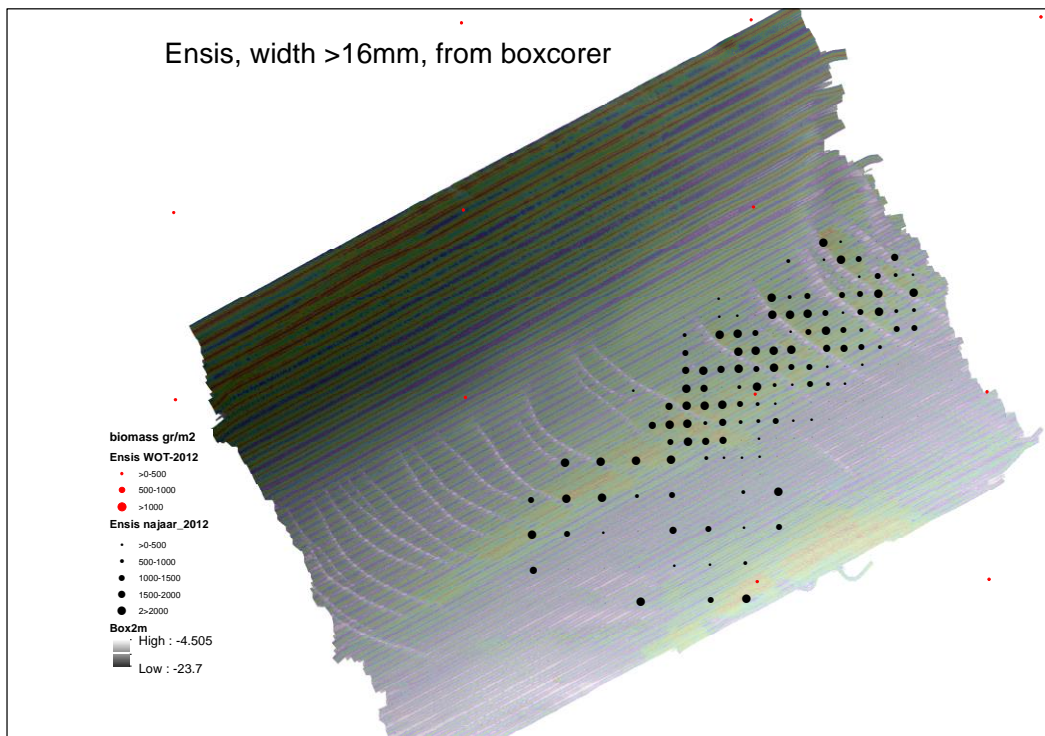 Ensis, width >16mm, from boxcorer
biomass gr/m2
Ensis WOT-2012
>0-500
500-1000
>1000
Ensis najaar_2012
>0-500
500-1000
1000-1500
1500-2000
2>2000
Box2m
High : -4.505
Low : -23.7